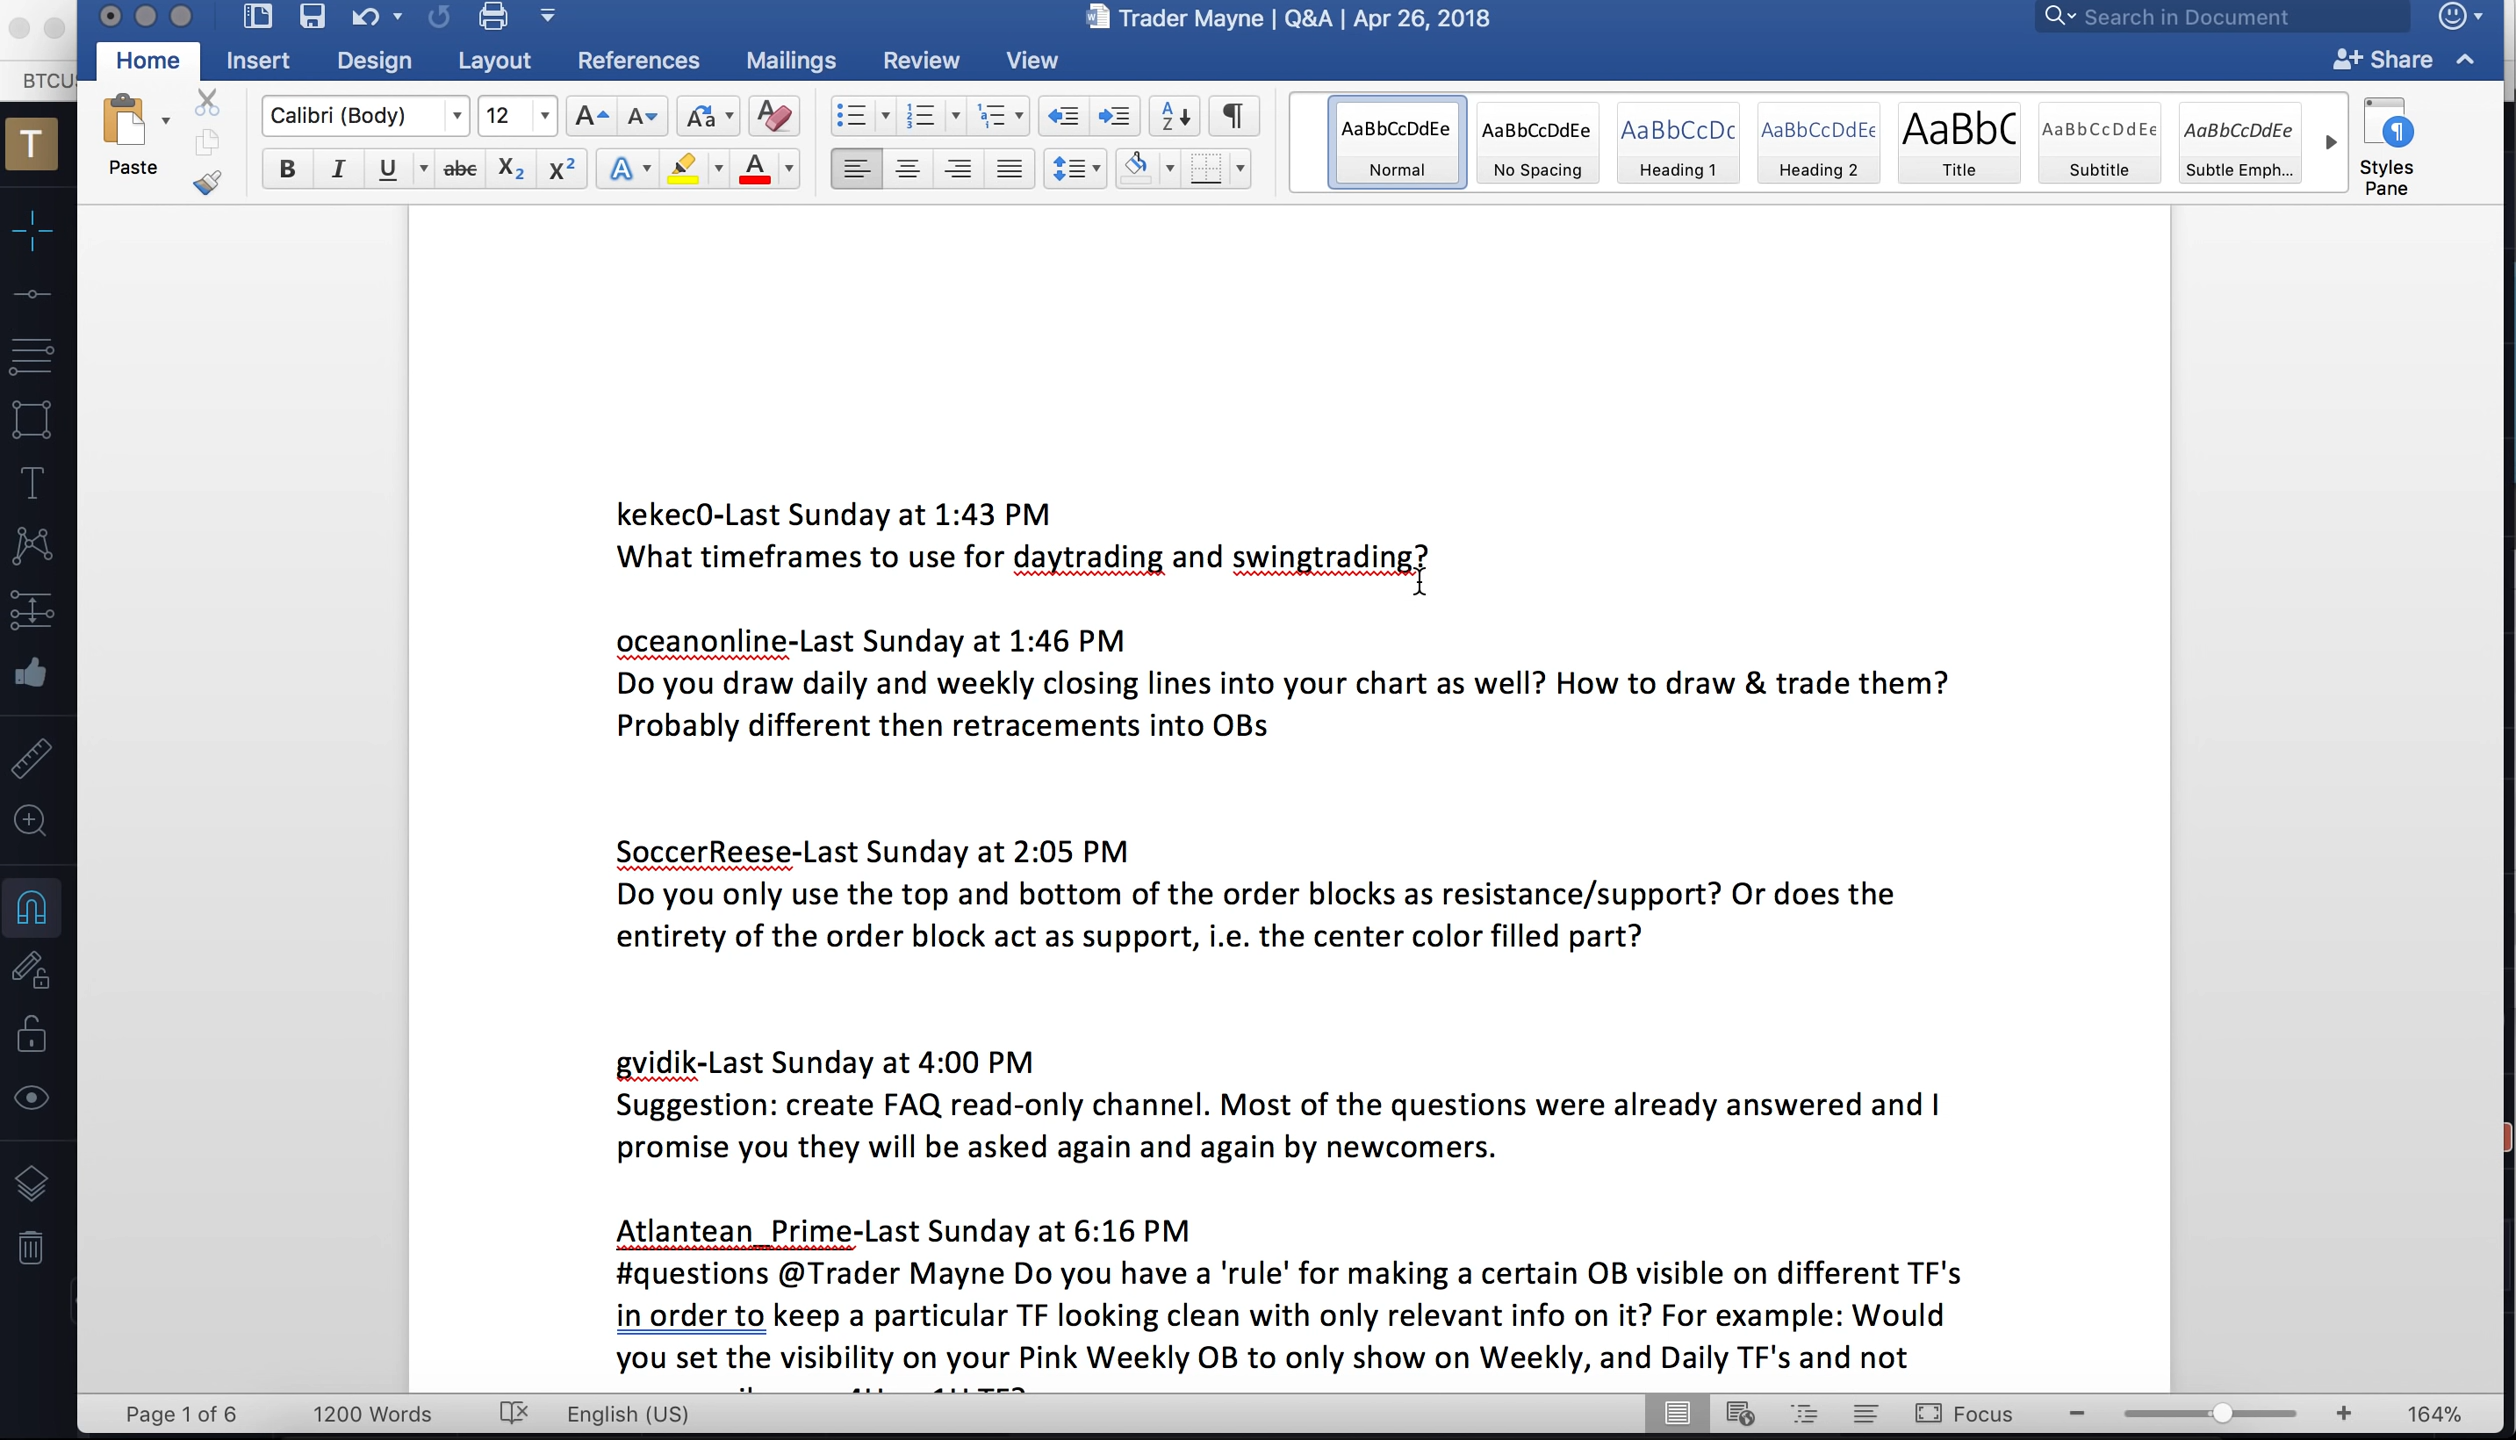 Trader Mayne | Q&A | Apr 26, 2018
Search in Document
Home Insert Design Layout References Mailings Review View
Share
BTCUS
T
Paste
Calibri (Body) 12
AaBbCcDdEe AaBbCcDdEe AaBbCcDc AaBbCcDdEe AaBbC AaBbCcDdEe AaBbCcDdEe
Normal No Spacing Heading 1 Heading 2 Title Subtitle Subtle Emph...
Styles
Pane
kekec0-Last Sunday at 1:43 PM
What timeframes to use for daytrading and swingtrading?
oceanonline-Last Sunday at 1:46 PM
Do you draw daily and weekly closing lines into your chart as well? How to draw & trade them?
Probably different then retracements into OBs
SoccerReese-Last Sunday at 2:05 PM
Do you only use the top and bottom of the order blocks as resistance/support? Or does the
entirety of the order block act as support, i.e. the center color filled part?
gvidik-Last Sunday at 4:00 PM
Suggestion: create FAQ read-only channel. Most of the questions were already answered and I
promise you they will be asked again and again by newcomers.
Atlantean_Prime-Last Sunday at 6:16 PM
#questions @Trader Mayne Do you have a 'rule' for making a certain OB visible on different TF's
in order to keep a particular TF looking clean with only relevant info on it? For example: Would
you set the visibility on your Pink Weekly OB to only show on Weekly, and Daily TF's and not
Page 1 of 6 1200 Words English (US) Focus 164%